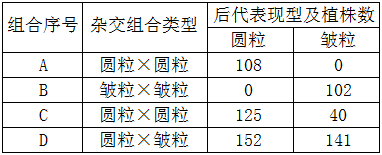 组合序号 杂交组合类型 后代表现型及植株数
圆粒 皱粒
A 圆粒×圆粒 108 0
B 皱粒×皱粒 0 102
C 圆粒×圆粒 125 40
D 圆粒×皱粒 152 141